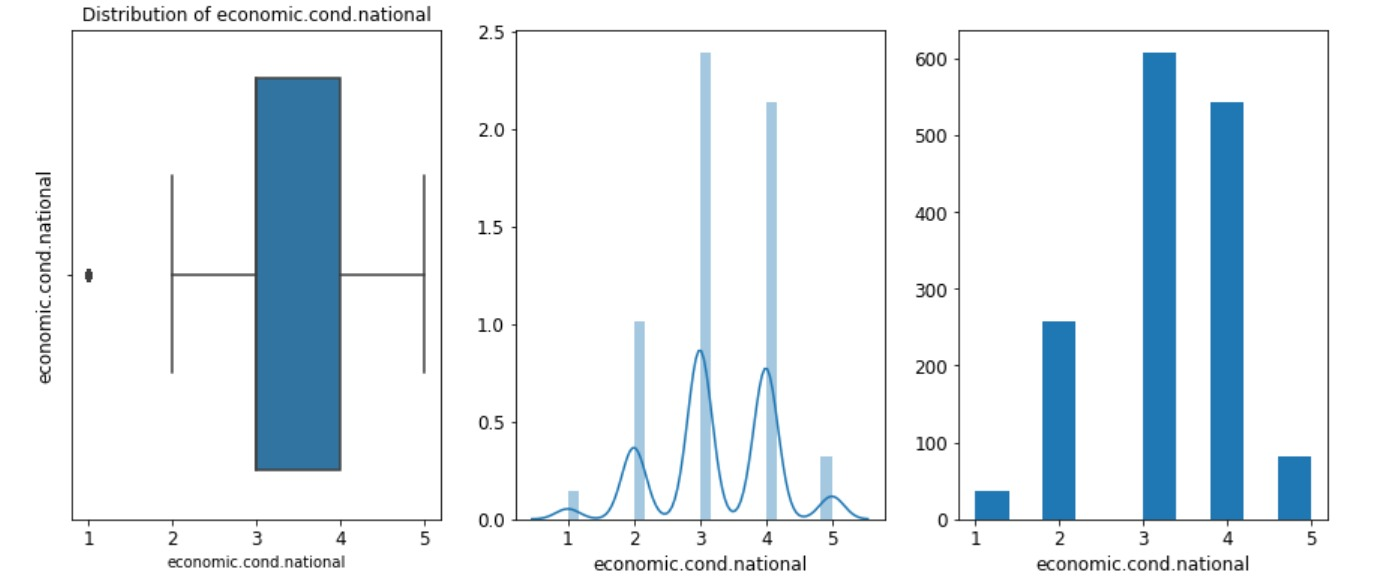 Distribution of economic.cond.national
economic.cond.national
1 2 3 4 5
economic.cond.national
2.5
2.0
1.5
1.0
0.5
0.0
1 2 3 4 5
economic.cond.national
600
500
400
300
200
100
0
1 2 3 4 5
economic.cond.national